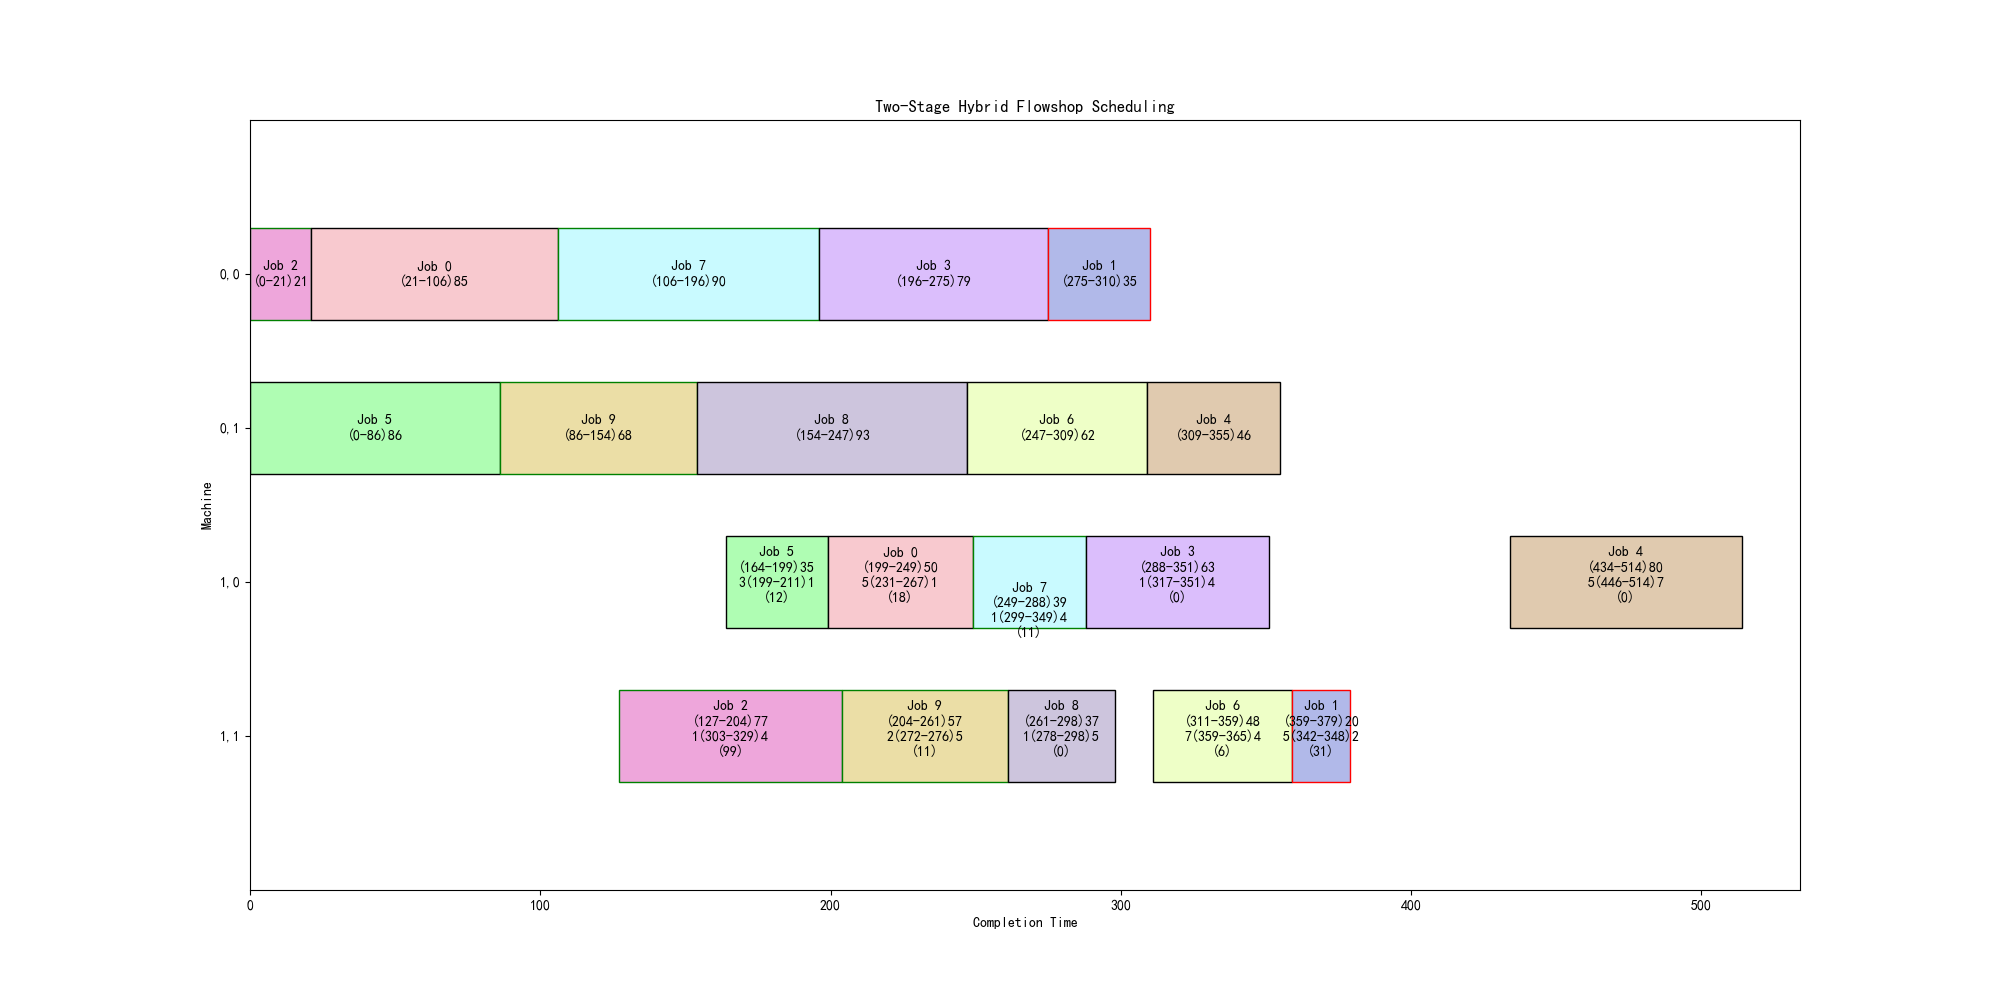 Two-Stage Hybrid Flowshop Scheduling
0,0
Job 2
(0-21)21
Job 0
(21-106)85
Job 7
(106-196)90
Job 3
(196-275)79
Job 1
(275-310)35
0,1
Job 5
(0-86)86
Job 9
(86-154)68
Job 8
(154-247)93
Job 6
(247-309)62
Job 4
(309-355)46
Machine
1,0
Job 5
(164-199)35
3(199-211)1
(12)
Job 0
(199-249)50
5(231-267)1
(18)
Job 7
(249-288)39
1(299-349)4
(11)
Job 3
(288-351)63
1(317-351)4
(0)
Job 4
(434-514)80
5(446-514)7
(0)
1,1
Job 2
(127-204)77
1(303-329)4
(99)
Job 9
(204-261)57
2(272-276)5
(11)
Job 8
(261-298)37
1(278-298)5
(0)
Job 6
(311-359)48
7(359-365)4
(6)
Job 1
(359-379)20
5(342-348)2
(31)
0
100
200
300
400
500
Completion Time